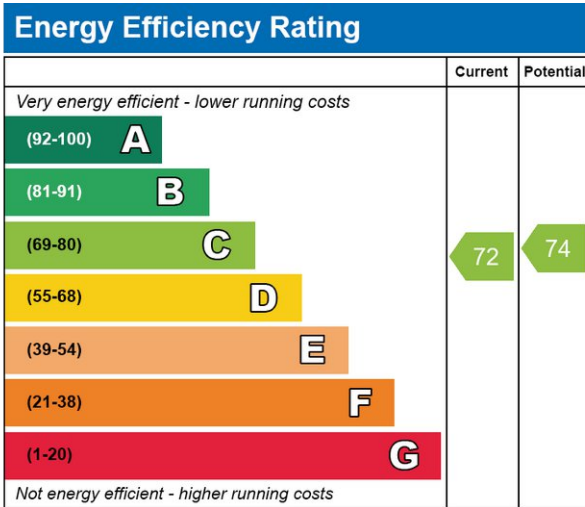 Energy Efficiency Rating
Current Potential
Very energy efficient - lower running costs
(92-100) A
(81-91) B
(69-80) C
72 74
(55-68) D
(39-54) E
(21-38) F
(1-20) G
Not energy efficient - higher running costs